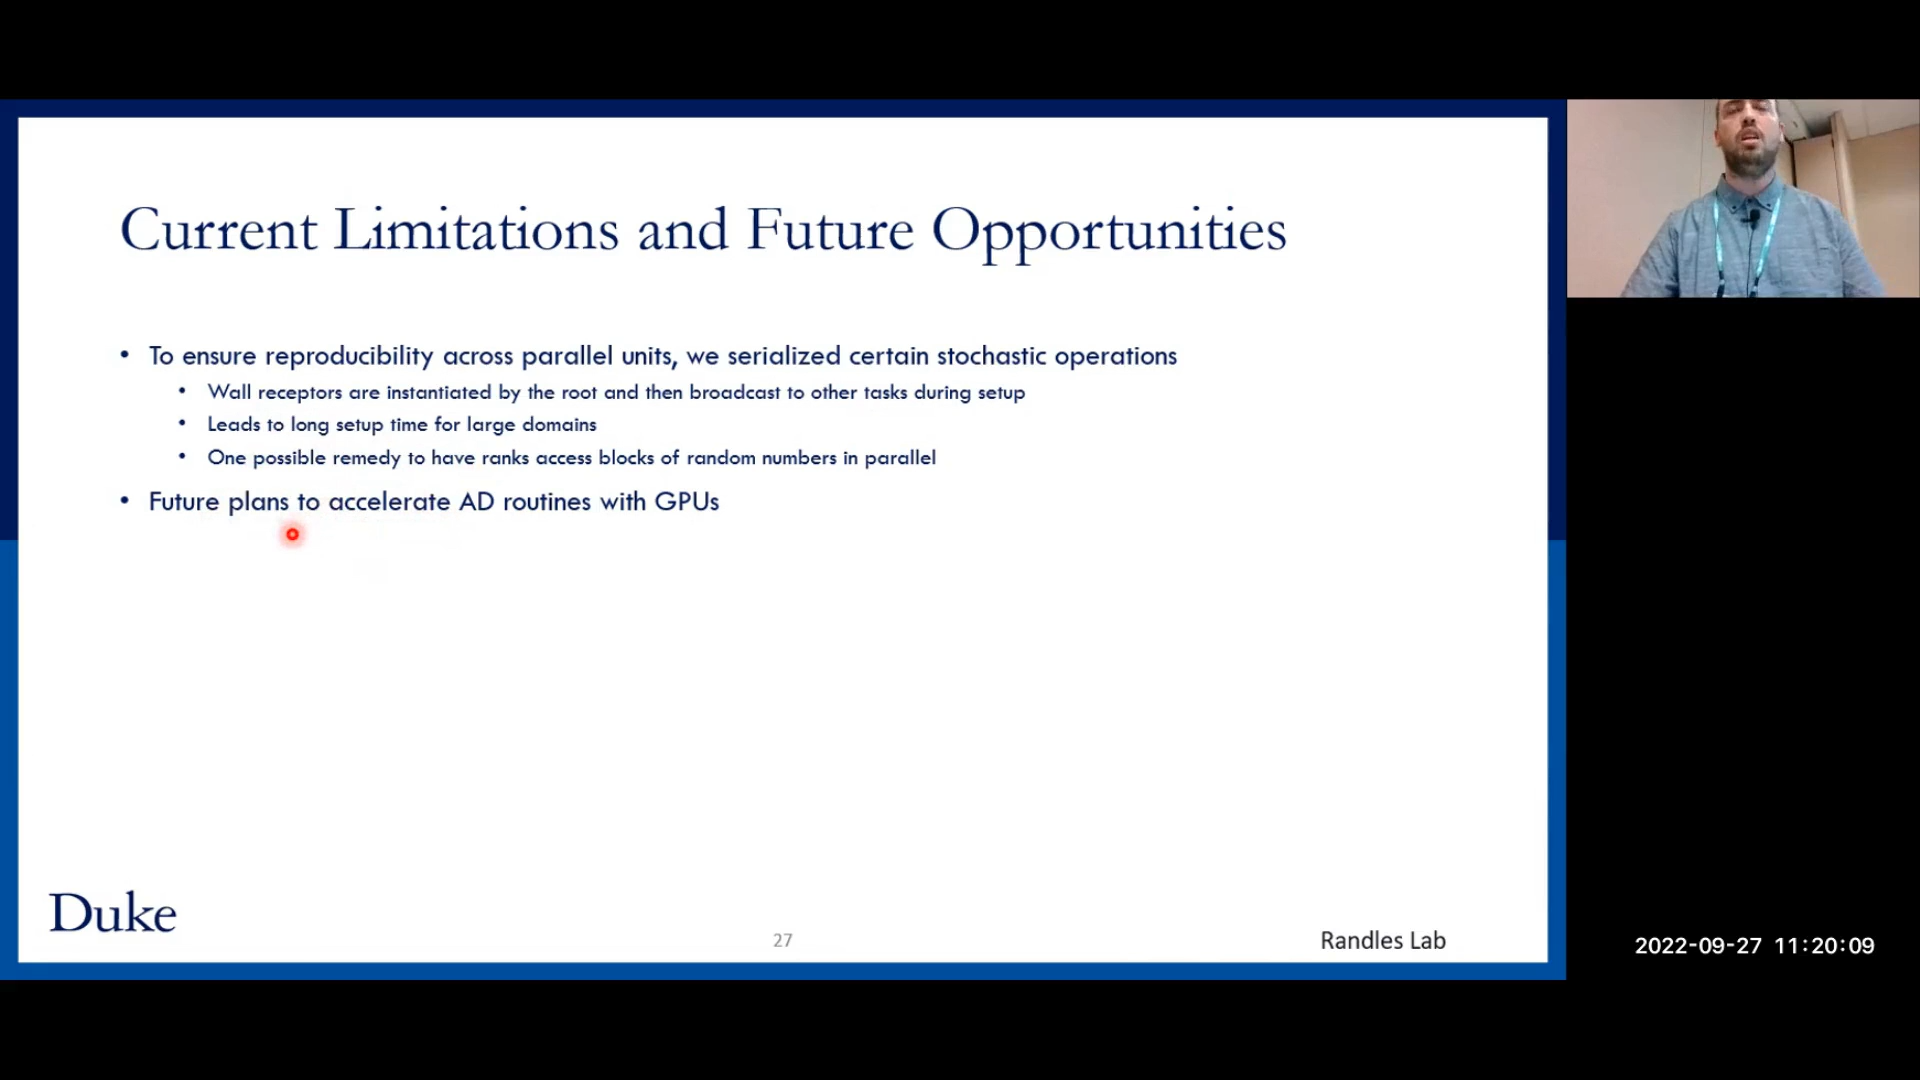 Current Limitations and Future Opportunities
• To ensure reproducibility across parallel units, we serialized certain stochastic operations
• Wall receptors are instantiated by the root and then broadcast to other tasks during setup
• Leads to long setup time for large domains
• One possible remedy to have ranks access blocks of random numbers in parallel
• Future plans to accelerate AD routines with GPUs
Duke
27
Randles Lab
2022-09-27 11:20:09